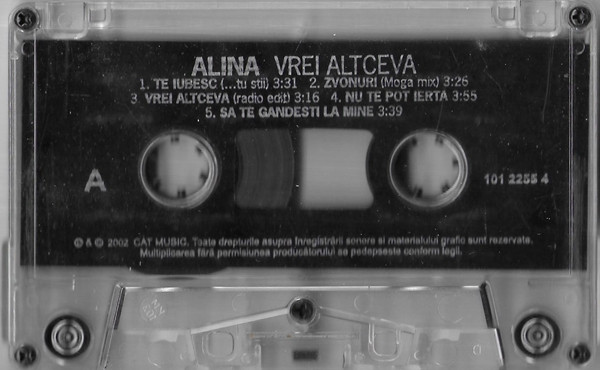 ALINA VREI ALTCEVA
1. TE IUBESC (...tu stii) 3:31 2. ZVONURI (Moga mix) 3:26
3. VREI ALTCEVA (radio edit) 3:16 4. NU TE POT IERTA 3:55
5. SA TE GANDESTI LA MINE 3:39
A
101 2255 4
℗ & © 2002 CAT MUSIC. Toate drepturile asupra înregistrării sonore si materialului grafic sunt rezervate.
Multiplicarea fără permisiunea producătorului se pedepseste conform legii.